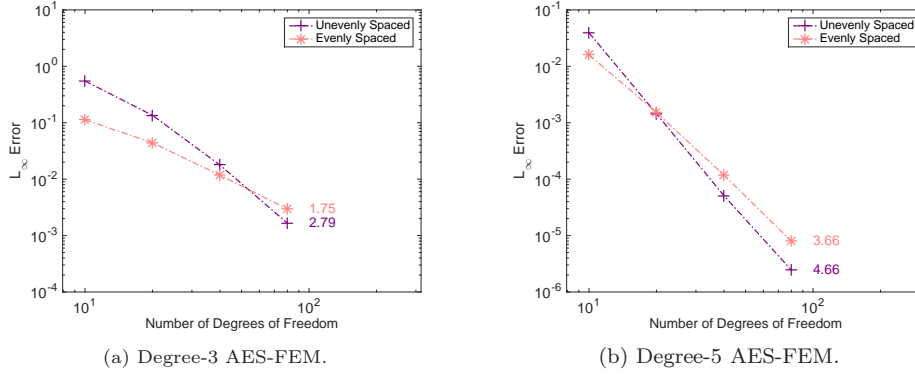 10^1
10^0
10^-1
10^-2
10^-3
10^-4
L∞ Error
Unevenly Spaced
Evenly Spaced
1.75
2.79
10^1
10^2
Number of Degrees of Freedom
(a) Degree-3 AES-FEM.
10^-1
10^-2
10^-3
10^-4
10^-5
10^-6
L∞ Error
Unevenly Spaced
Evenly Spaced
3.66
4.66
10^1
10^2
Number of Degrees of Freedom
(b) Degree-5 AES-FEM.